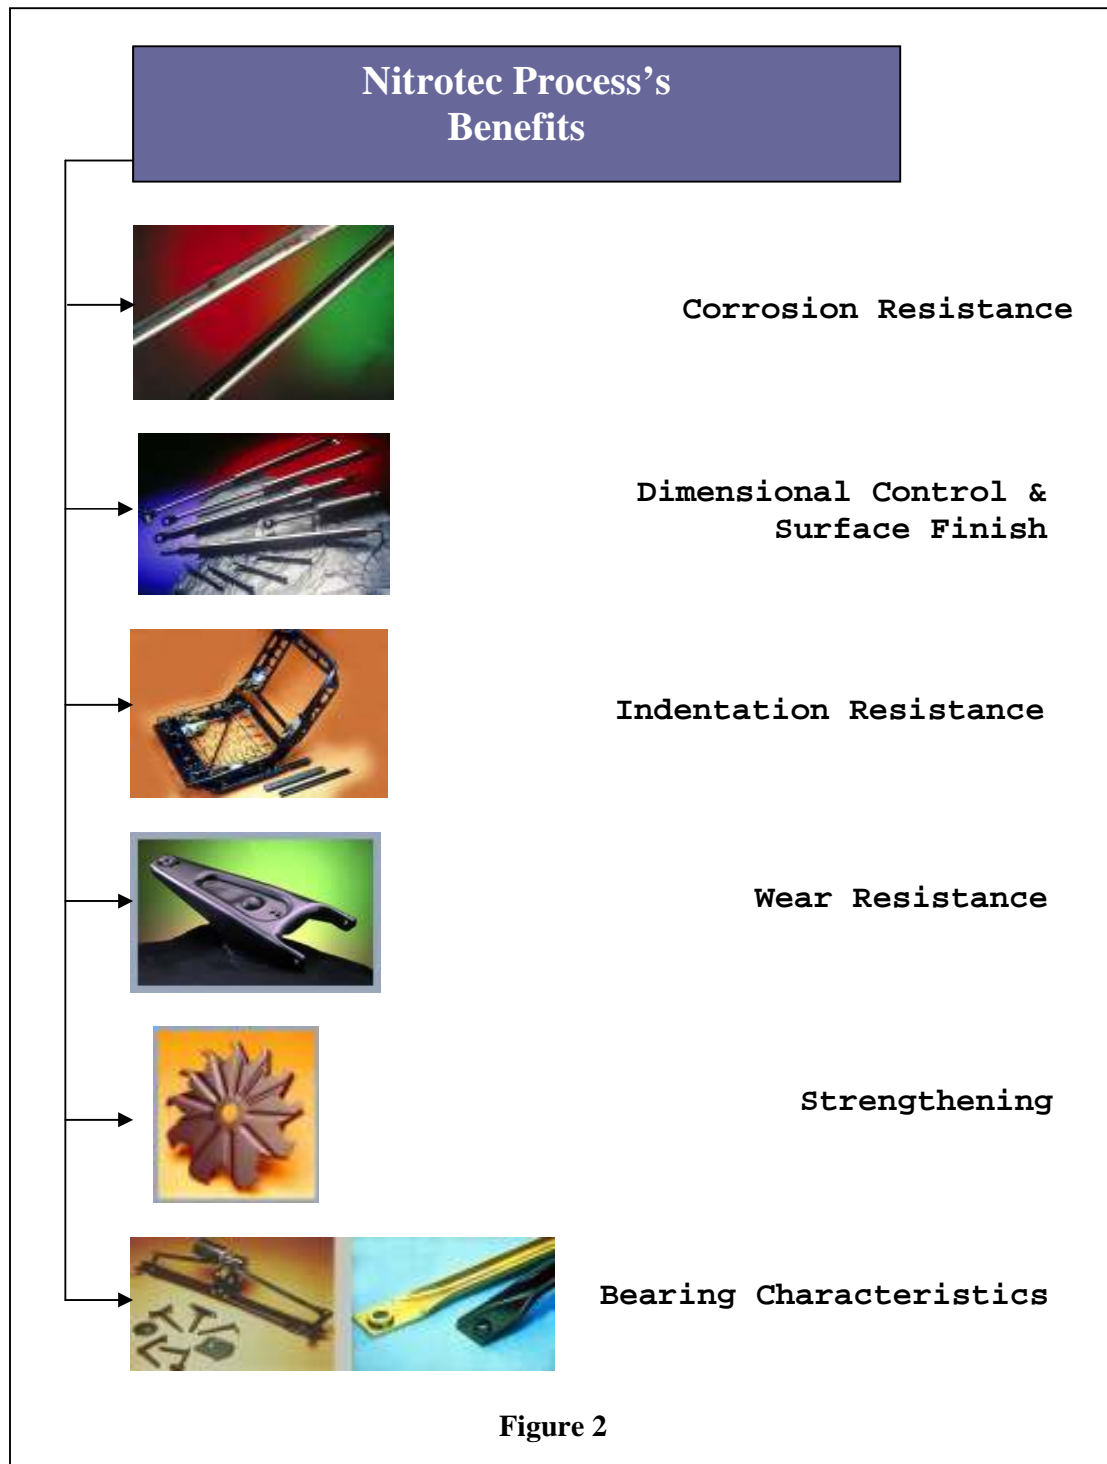 Nitrotec Process's
Benefits
Corrosion Resistance
Dimensional Control &
Surface Finish
Indentation Resistance
Wear Resistance
Strengthening
Bearing Characteristics
Figure 2